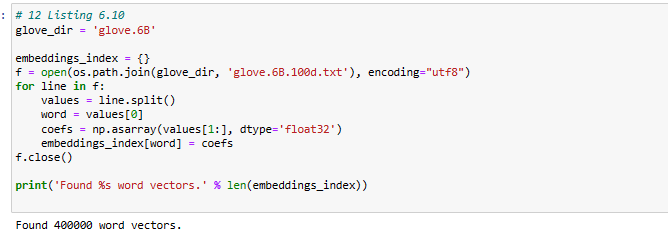 :
# 12 Listing 6.10
glove_dir = 'glove.6B'

embeddings_index = {}
f = open(os.path.join(glove_dir, 'glove.6B.100d.txt'), encoding="utf8")
for line in f:
    values = line.split()
    word = values[0]
    coefs = np.asarray(values[1:], dtype='float32')
    embeddings_index[word] = coefs
f.close()

print('Found %s word vectors.' % len(embeddings_index))

Found 400000 word vectors.